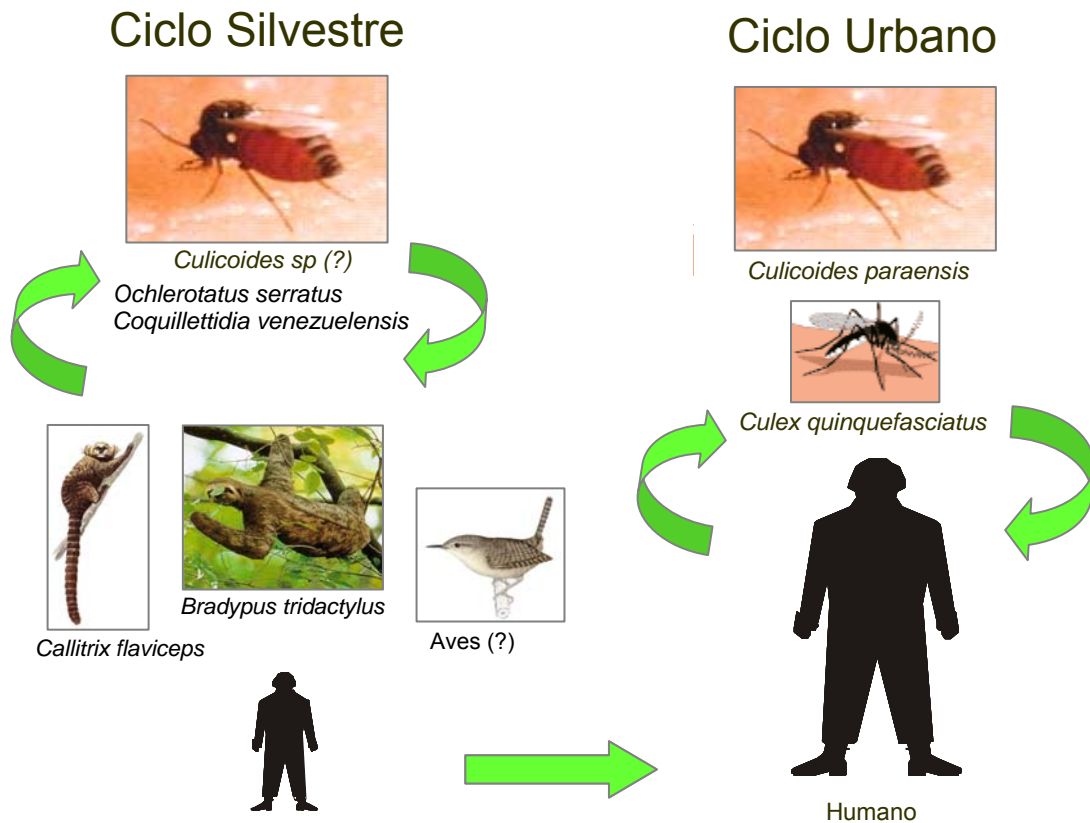 Ciclo Silvestre
Culicoides sp (?)
Ochlerotatus serratus
Coquillettidia venezuelensis
Callitrix flaviceps
Bradypus tridactylus
Aves (?)
Ciclo Urbano
Culicoides paraensis
Culex quinquefasciatus
Humano